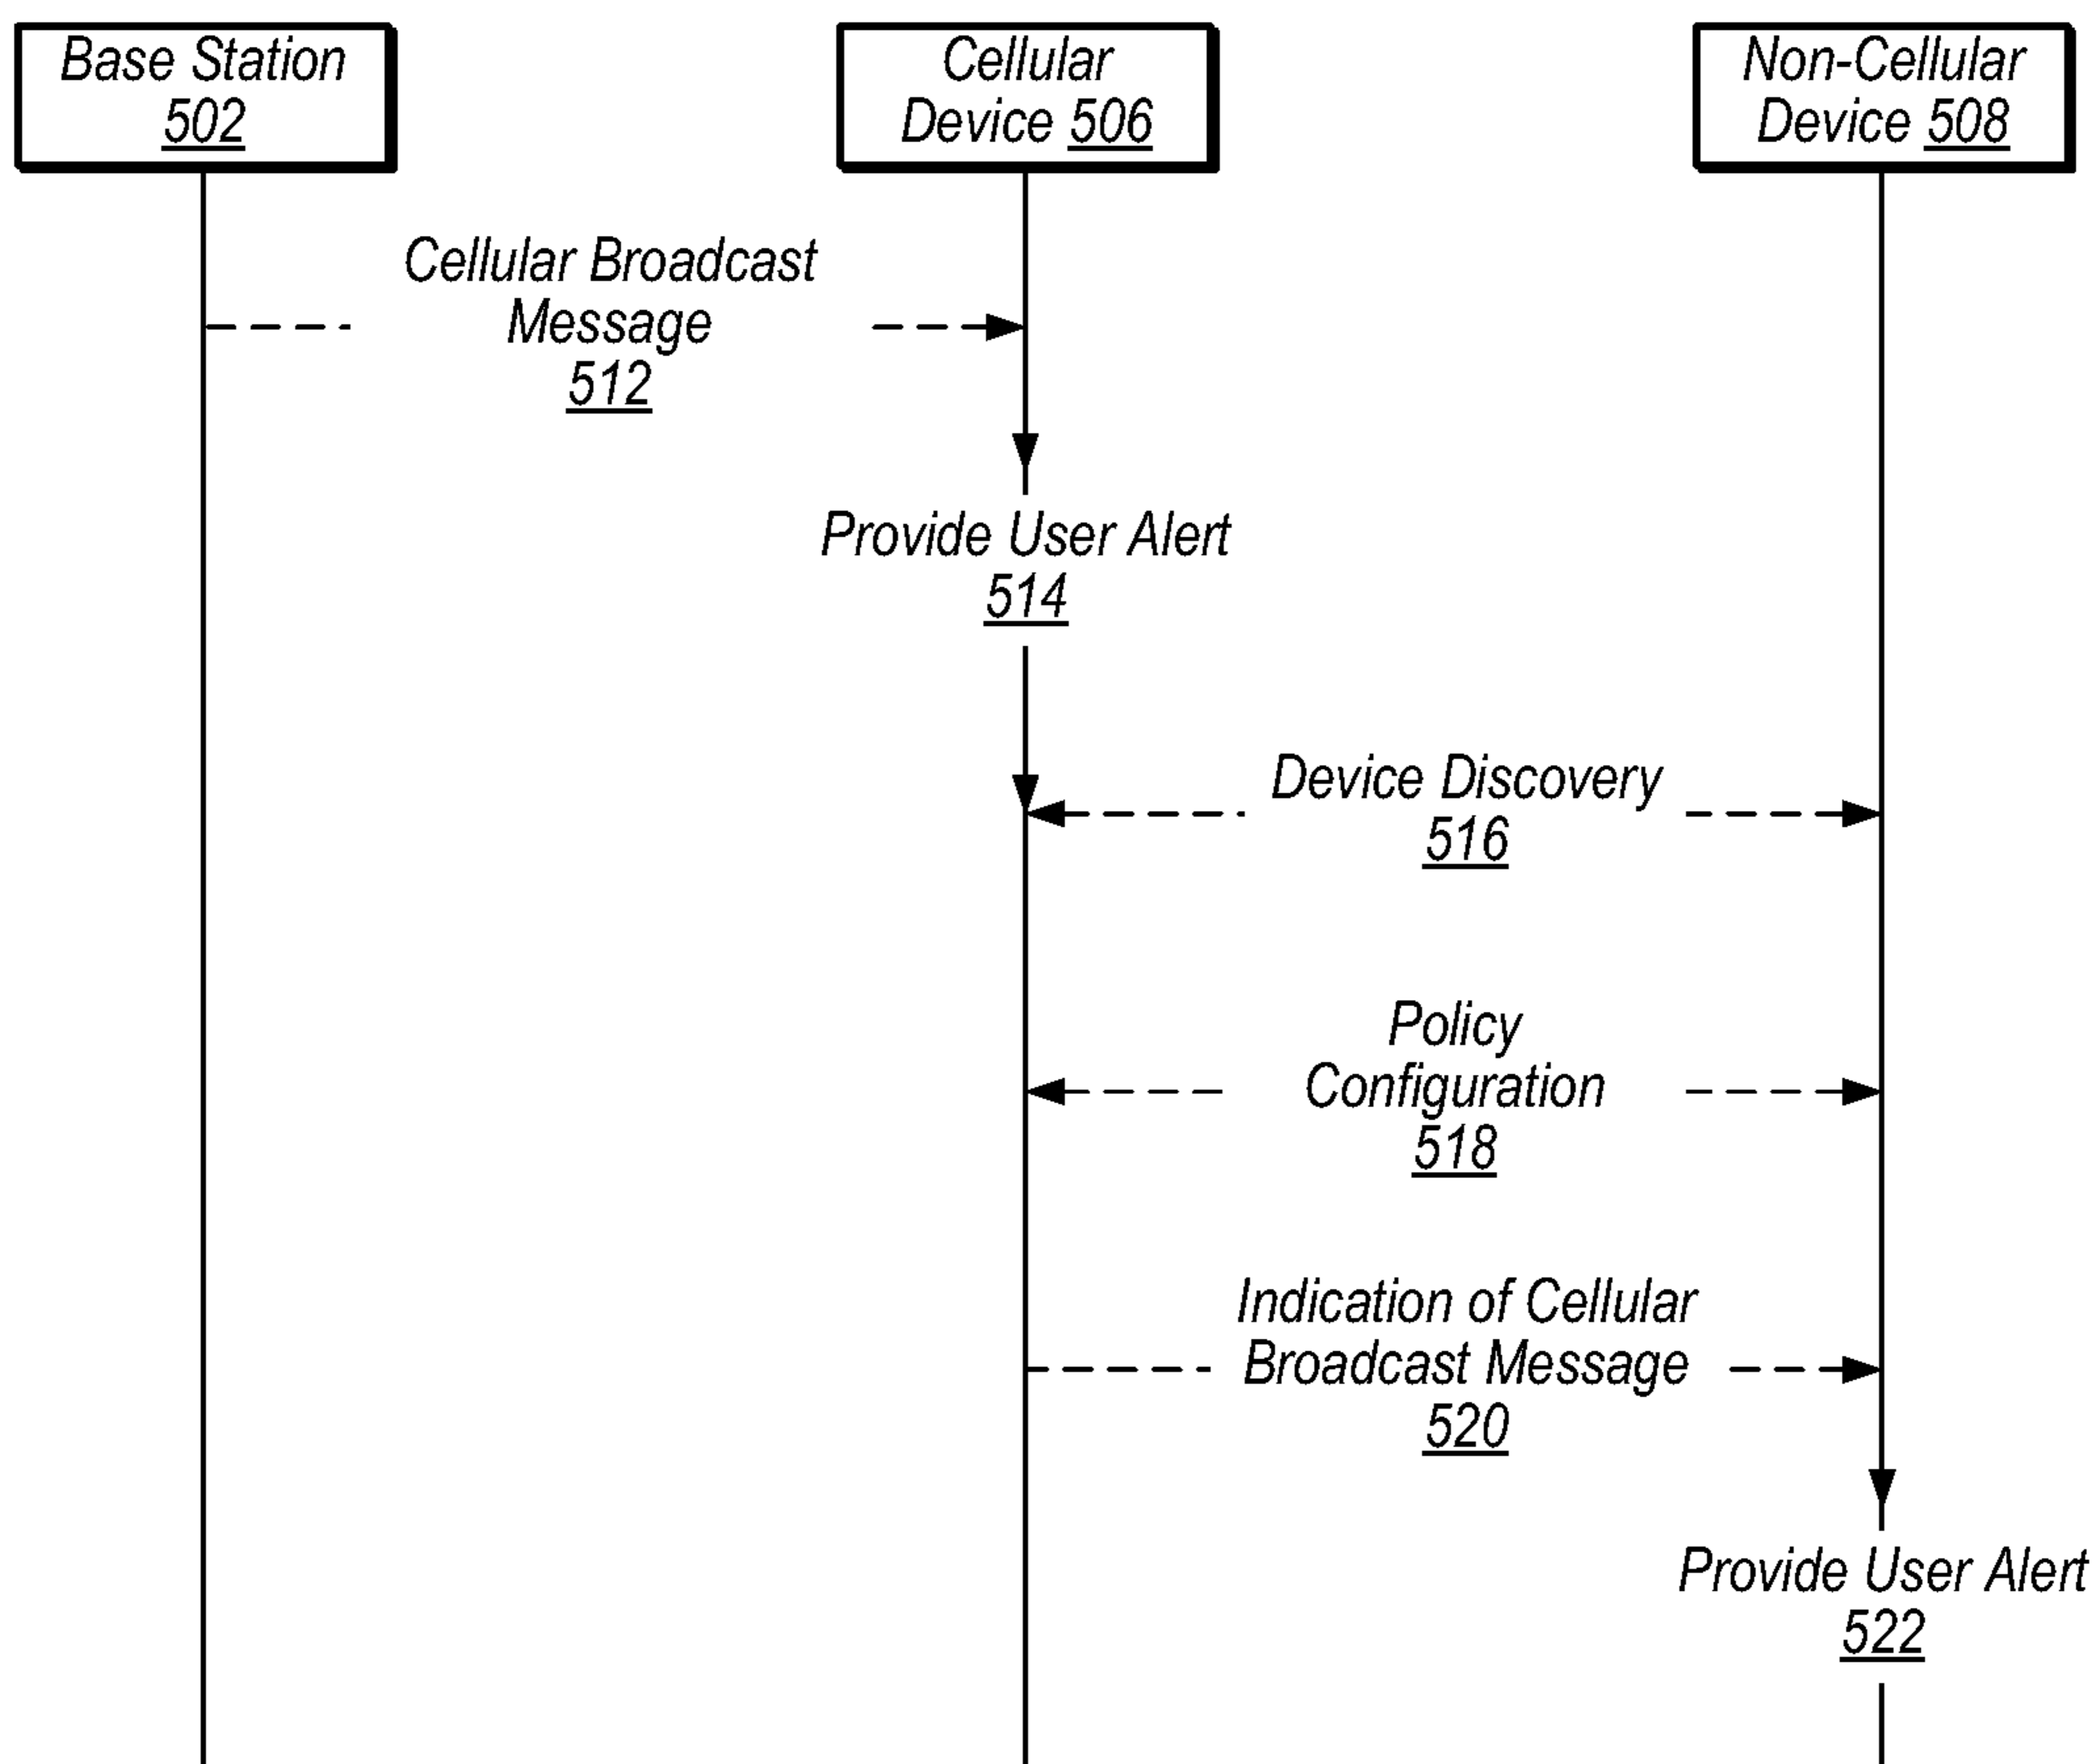 Base Station
502
Cellular
Device 506
Non-Cellular
Device 508
Cellular Broadcast
Message
512
Provide User Alert
514
Device Discovery
516
Policy
Configuration
518
Indication of Cellular
Broadcast Message
520
Provide User Alert
522